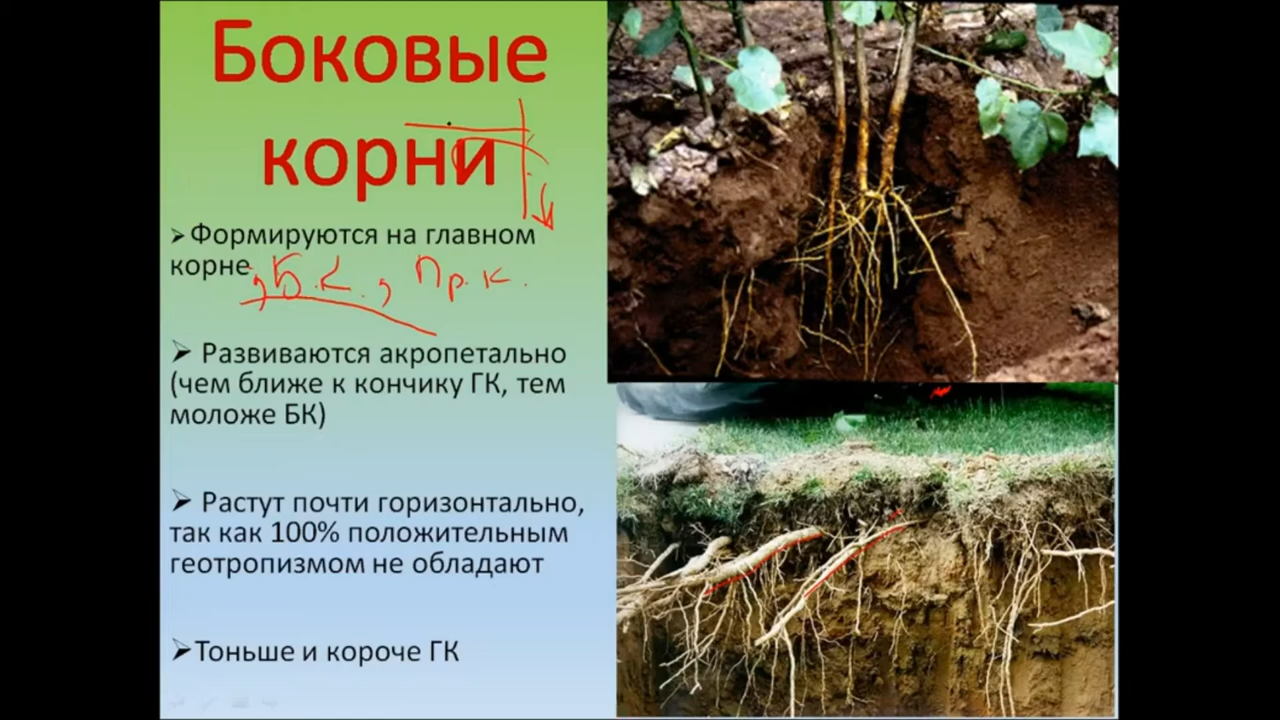 Боковые
корни
➢ Формируются на главном
корне, Б.К., Пр.к.
➢ Развиваются акропетально
(чем ближе к кончику ГК, тем
моложе БК)
➢ Растут почти горизонтально,
так как 100% положительным
геотропизмом не обладают
➢ Тоньше и короче ГК